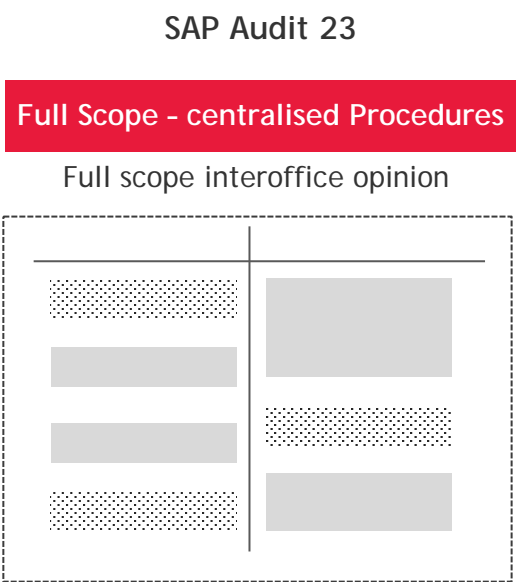 SAP Audit 23
Full Scope – centralised Procedures
Full scope interoffice opinion